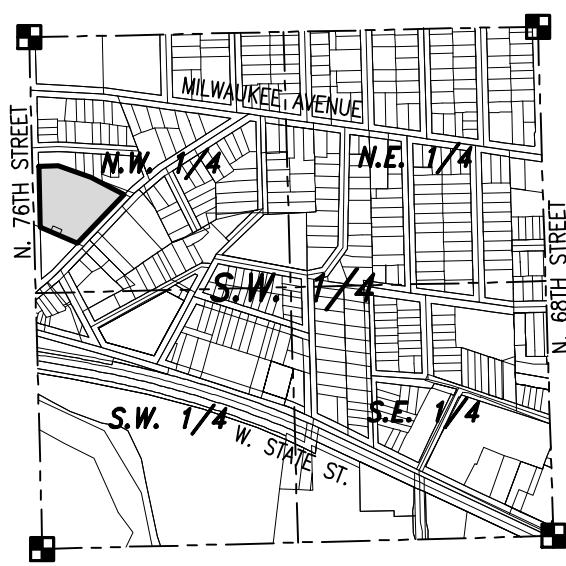 MILWAUKEE AVENUE
N.W. 1/4
N.E. 1/4
N. 76TH STREET
S.W. 1/4
N. 68TH STREET
S.W. 1/4
S.E. 1/4
W. STATE ST.